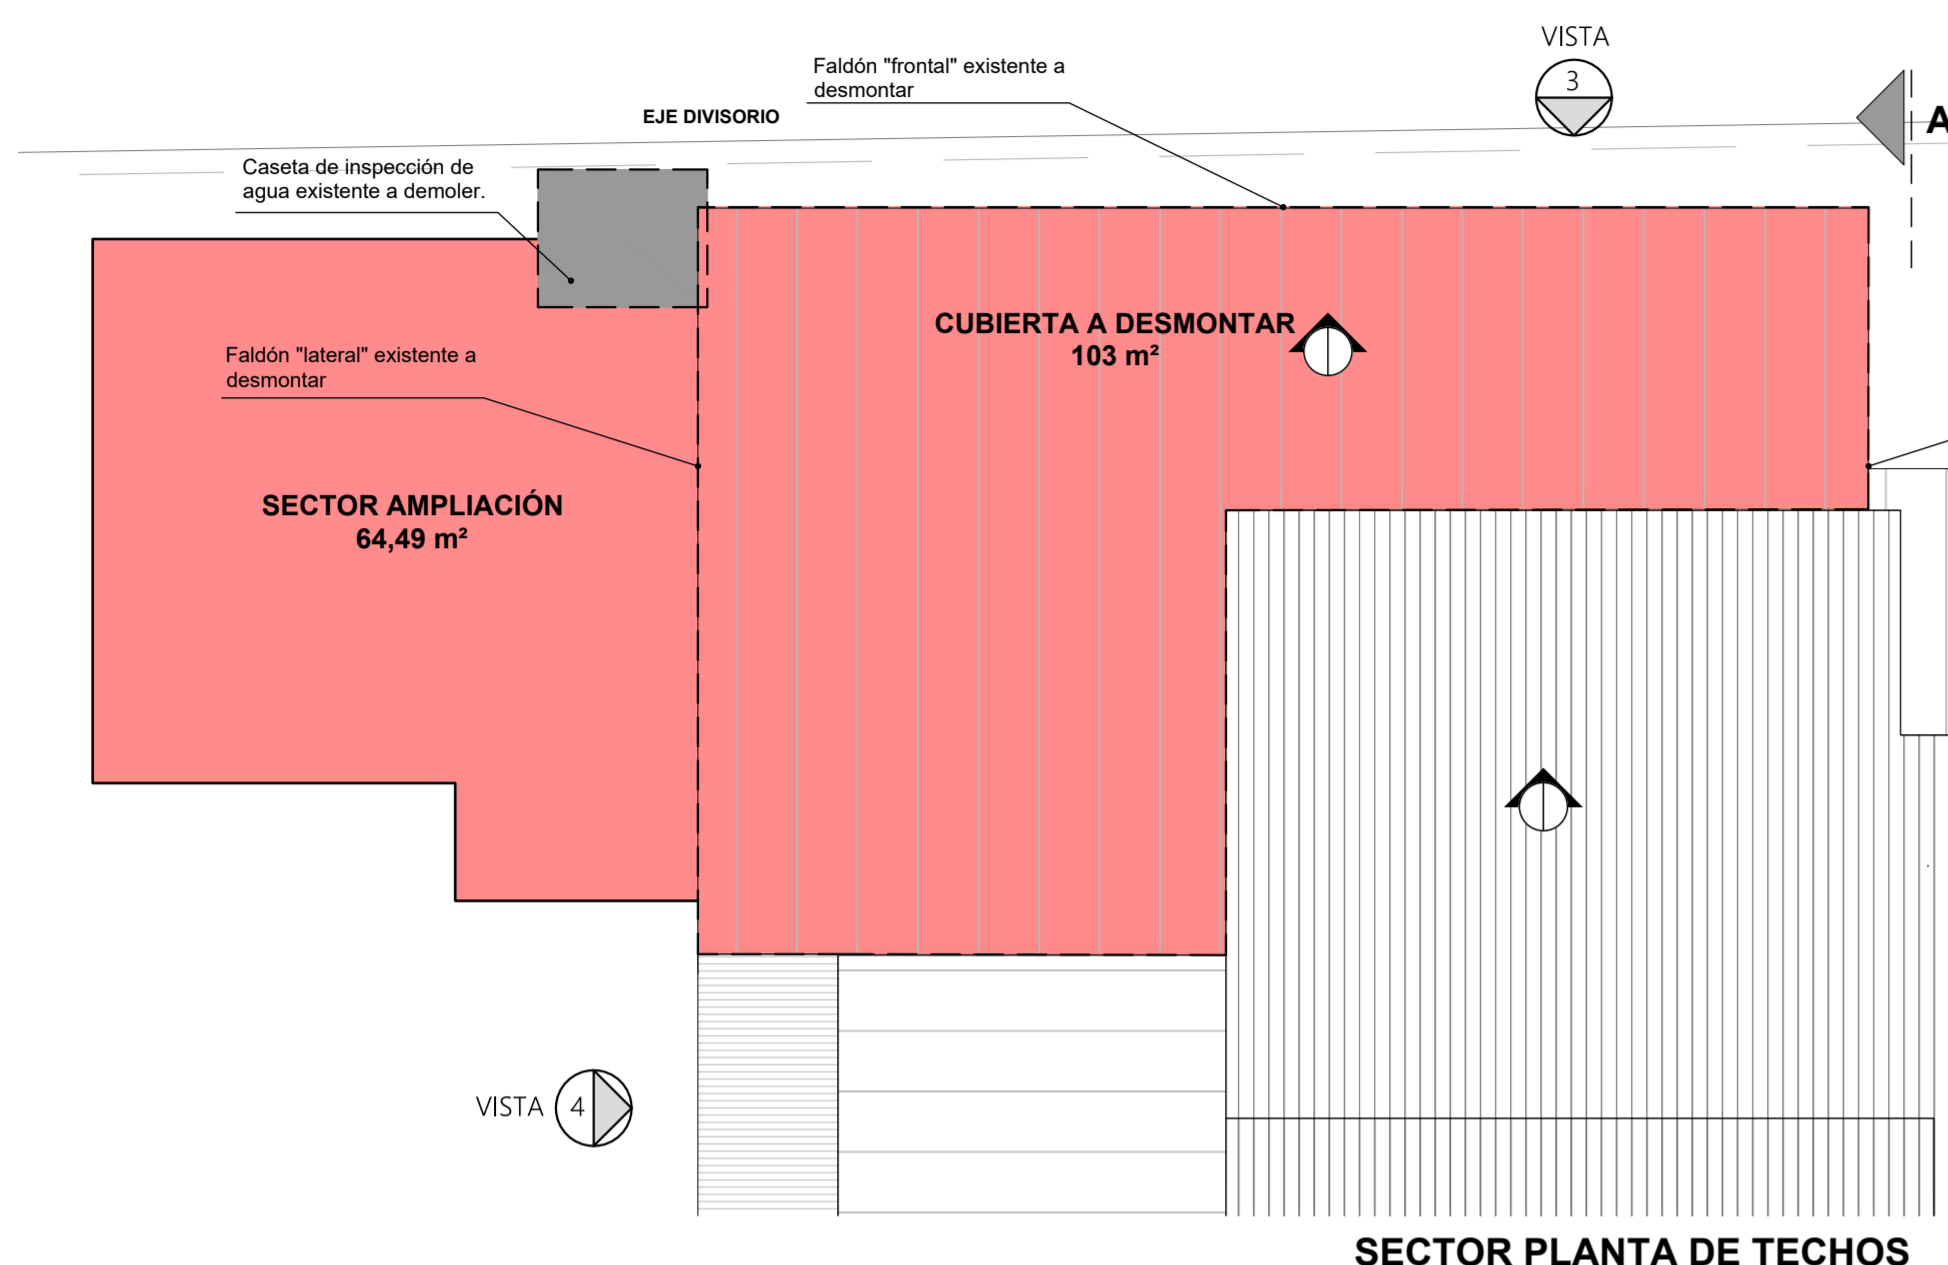 VISTA
3
Faldón "frontal" existente a
desmontar
EJE DIVISORIO
A
Caseta de inspección de
agua existente a demoler.
CUBIERTA A DESMONTAR
103 m²
Faldón "lateral" existente a
desmontar
SECTOR AMPLIACIÓN
64,49 m²
VISTA 4
SECTOR PLANTA DE TECHOS